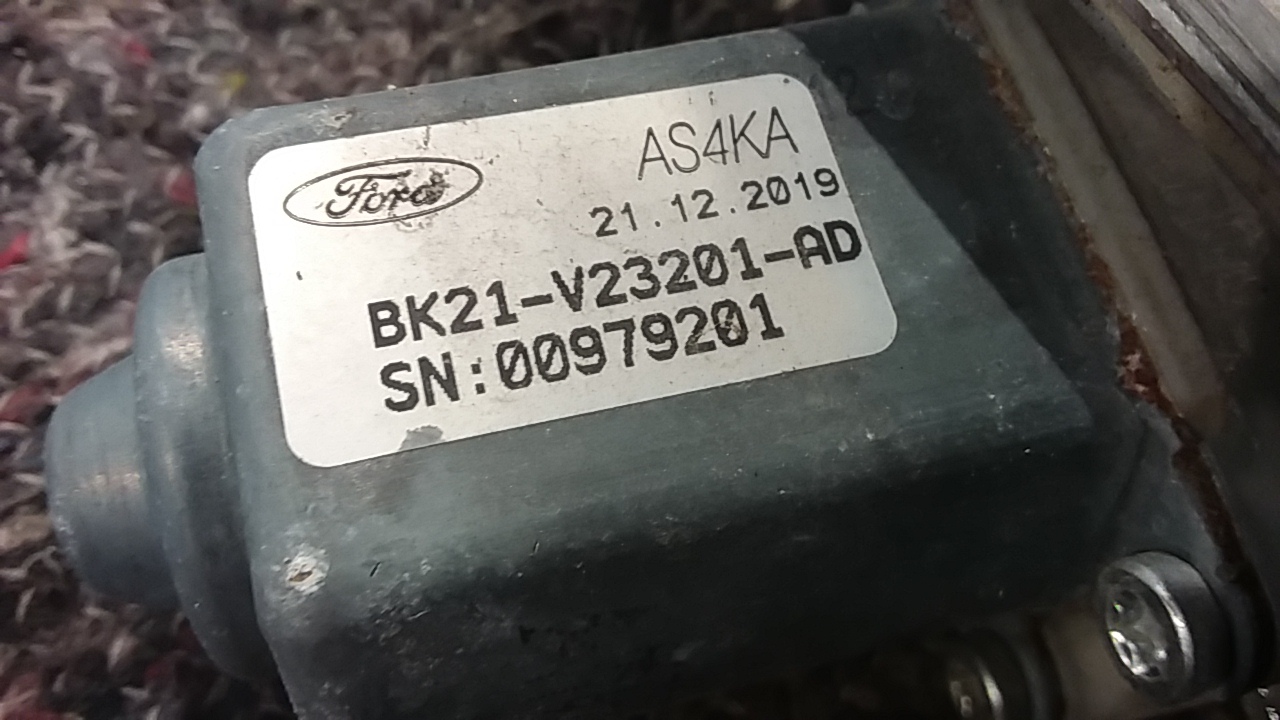 Ford
AS4KA
21.12.2019
BK21-V23201-AD
SN:00979201